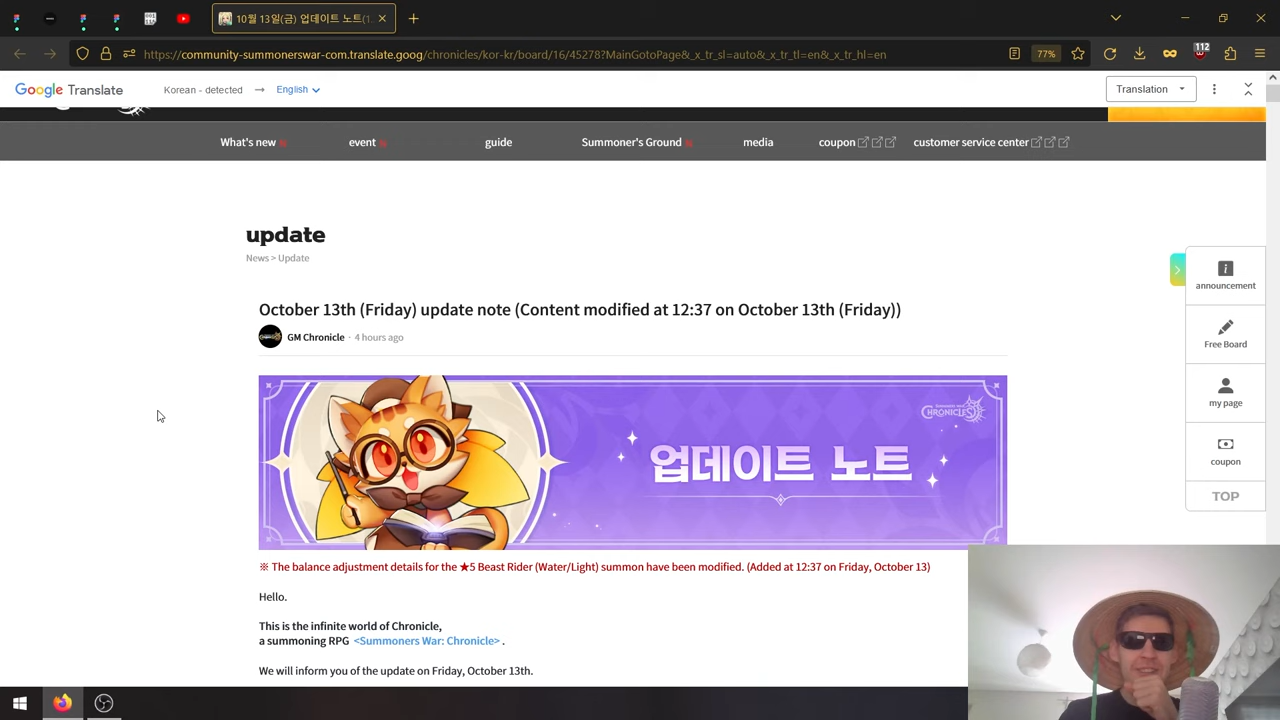 10월 13일(금) 업데이트 노트(1
https://community-summonerswar-com.translate.goog/chronicles/kor-kr/board/16/45278?MainGotoPage&_x_tr_sl=auto&_x_tr_tl=en&_x_tr_hl=en
77%
112
Google Translate
Korean - detected
English
Translation
What's new
event
guide
Summoner's Ground
media
coupon
customer service center
update
News > Update
October 13th (Friday) update note (Content modified at 12:37 on October 13th (Friday))
GM Chronicle · 4 hours ago
CHRONICLES
업데이트 노트
※ The balance adjustment details for the ★5 Beast Rider (Water/Light) summon have been modified. (Added at 12:37 on Friday, October 13)
Hello.
This is the infinite world of Chronicle,
a summoning RPG <Summoners War: Chronicle> .
We will inform you of the update on Friday, October 13th.
announcement
Free Board
my page
coupon
TOP